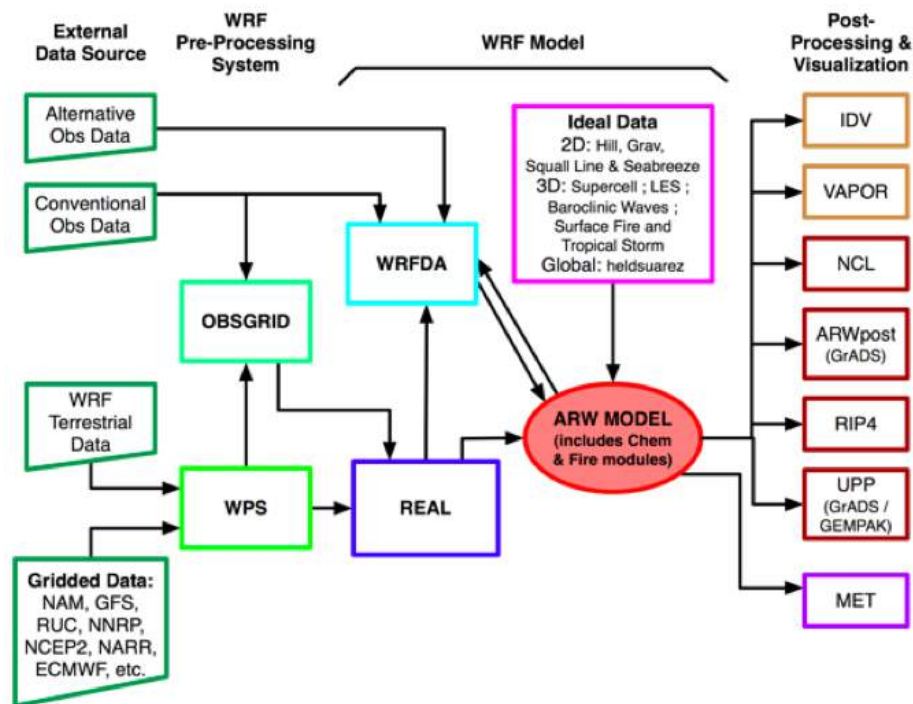 External
Data Source
WRF
Pre-Processing
System
WRF Model
Post-
Processing &
Visualization
Alternative
Obs Data
Conventional
Obs Data
WRF
Terrestrial
Data
Gridded Data:
NAM, GFS,
RUC, NNRP,
NCEP2, NARR,
ECMWF, etc.
OBSGRID
WPS
WRFDA
REAL
Ideal Data
2D: Hill, Grav,
Squall Line & Seabreeze
3D: Supercell ; LES ;
Baroclinic Waves ;
Surface Fire and
Tropical Storm
Global: heldsuarez
ARW MODEL
(includes Chem
& Fire modules)
IDV
VAPOR
NCL
ARWpost
(GrADS)
RIP4
UPP
(GrADS /
GEMPAK)
MET